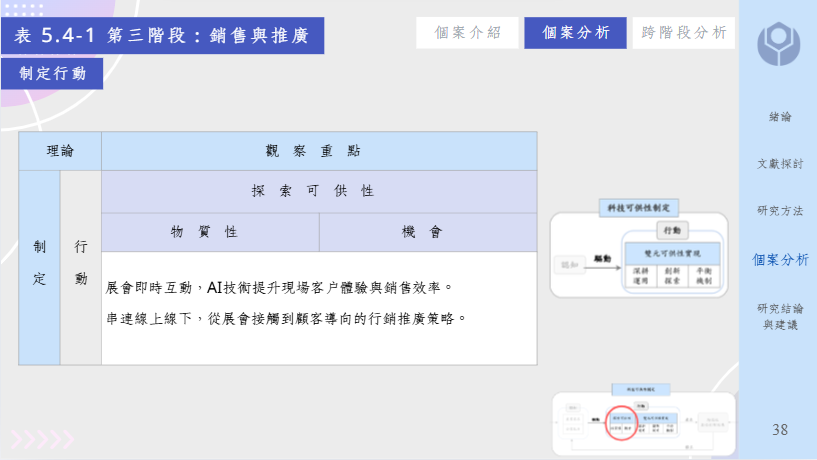 表 5.4-1 第三階段：銷售與推廣
個案介紹
個案分析
跨階段分析
制定行動
緒論
文獻探討
研究方法
個案分析
研究結論
與建議
理論
觀 察 重 點
制定
行動
探 索 可 供 性
物 質 性
機 會
展會即時互動，AI技術提升現場客户體驗與銷售效率。
串連線上線下，從展會接觸到顧客導向的行銷推廣策略。
科技可供性制定
行動
認知
驅動
雙元可供性實現
深耕
運用
創新
探索
平衡
機制
38